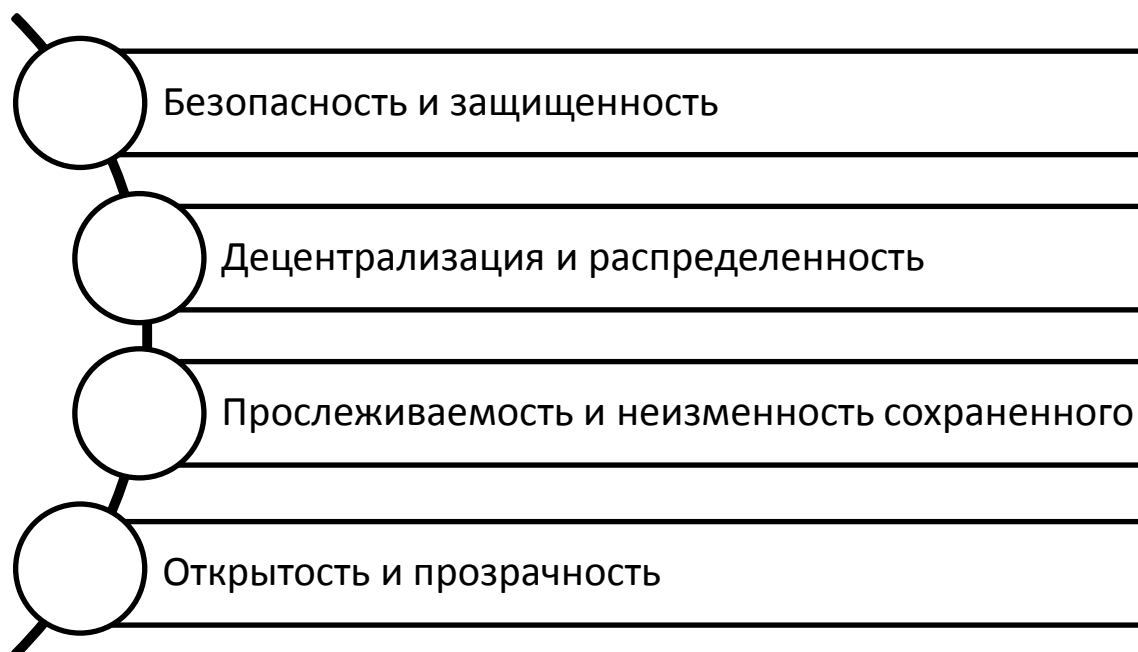 Безопасность и защищенность
Децентрализация и распределенность
Прослеживаемость и неизменность сохраненного
Открытость и прозрачность